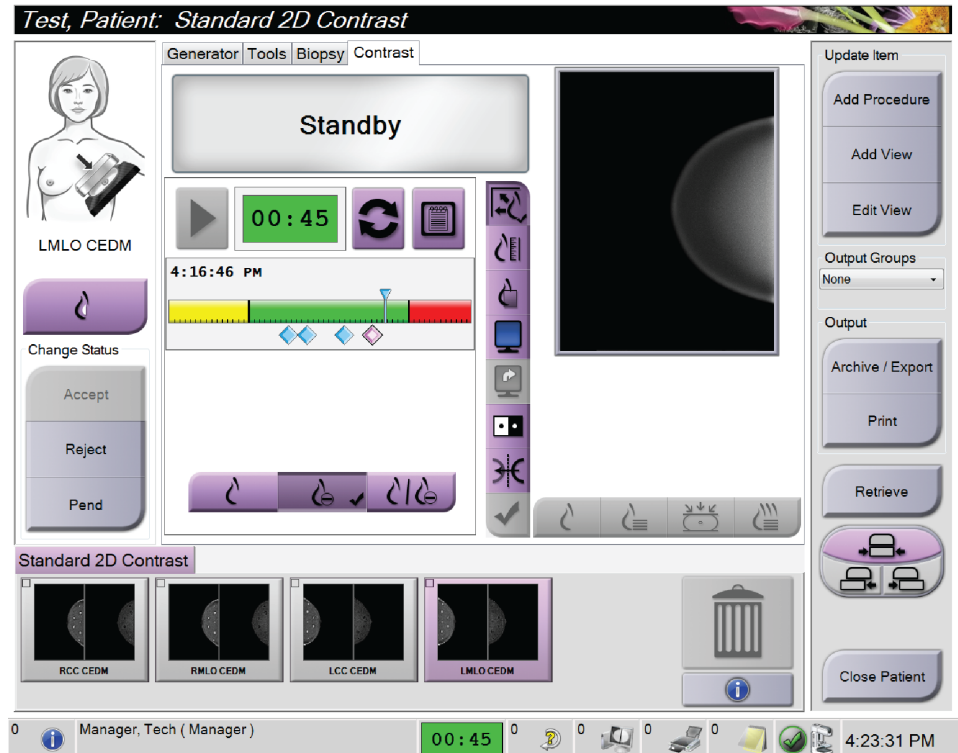 Test, Patient: Standard 2D Contrast
Generator Tools Biopsy Contrast
Standby
LMLO CEDM
00:45
4:16:46 PM
Change Status
Accept
Reject
Pend
Update Item
Add Procedure
Add View
Edit View
Output Groups
None
Output
Archive / Export
Print
Retrieve
Close Patient
Standard 2D Contrast
RCC CEDM
RMLO CEDM
LCC CEDM
LMLO CEDM
0 Manager, Tech ( Manager ) 00:45 0 0 0 0 4:23:31 PM